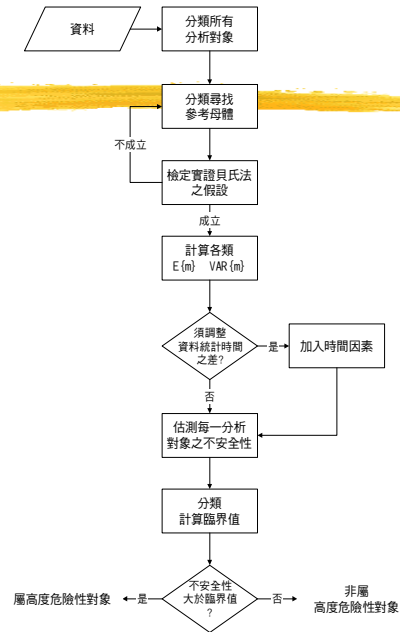 資料
分類所有
分析對象
分類尋找
參考母體
不成立
檢定實證貝氏法
之假設
成立
計算各類
E{m} VAR{m}
須調整
資料統計時間
之差?
是
加入時間因素
否
估測每一分析
對象之不安全性
分類
計算臨界值
不安全性
大於臨界值
?
是
屬高度危險性對象
否
非屬
高度危險性對象